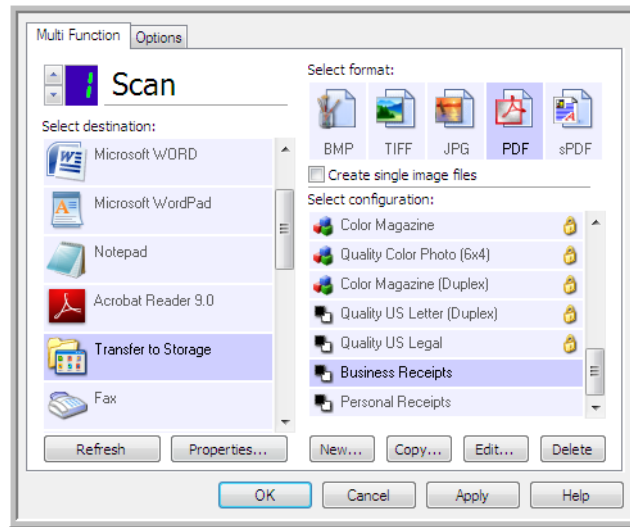 Multi Function
Options
1
Scan
Select destination:
Microsoft WORD
Microsoft WordPad
Notepad
Acrobat Reader 9.0
Transfer to Storage
Fax
Refresh
Properties...
Select format:
BMP
TIFF
JPG
PDF
sPDF
Create single image files
Select configuration:
Color Magazine
Quality Color Photo (6x4)
Color Magazine (Duplex)
Quality US Letter (Duplex)
Quality US Legal
Business Receipts
Personal Receipts
New...
Copy...
Edit...
Delete
OK
Cancel
Apply
Help